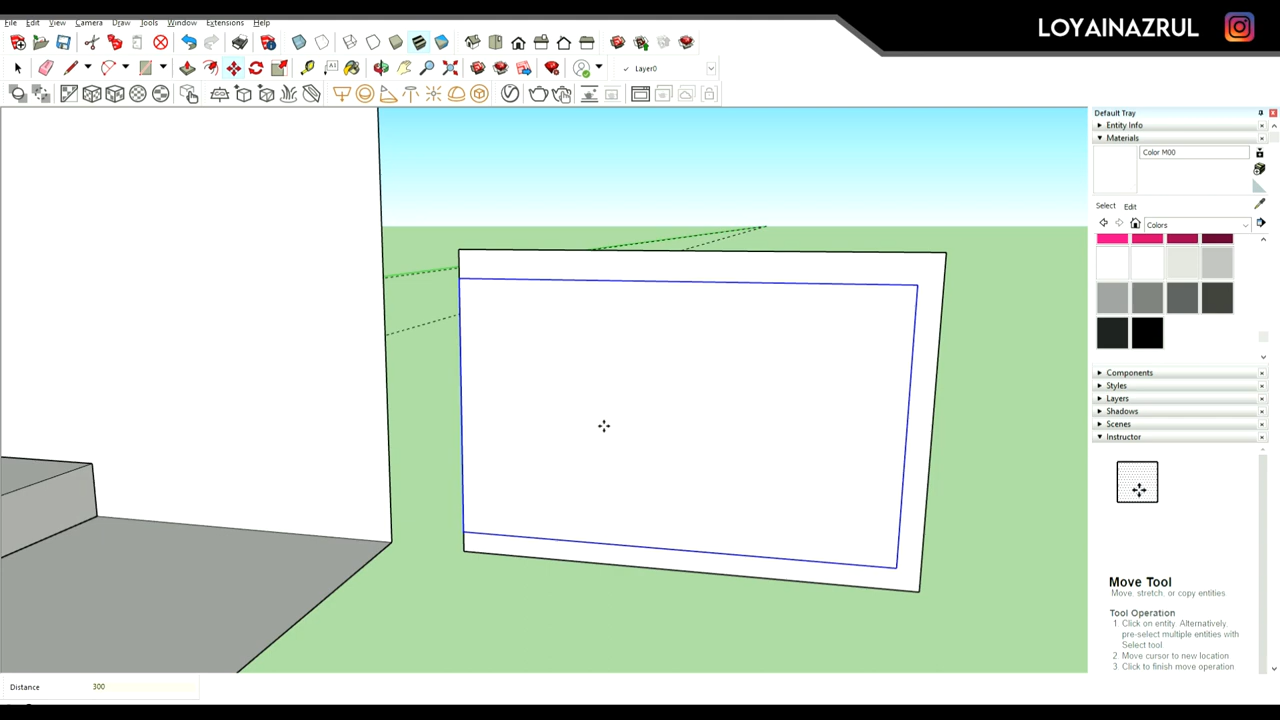 LOYAINAZRUL
File Edit View Camera Draw Tools Window Extensions Help
Layer0
Default Tray
Entity Info
Materials
Color M00
Select Edit
Colors
Components
Styles
Layers
Shadows
Scenes
Instructor
Move Tool
Move, stretch, or copy entities
Tool Operation
1 Click on entity Alternatively,
pre-select multiple entities with
Select tool
2 Move cursor to new location
3 Click to finish move operation
Distance 300